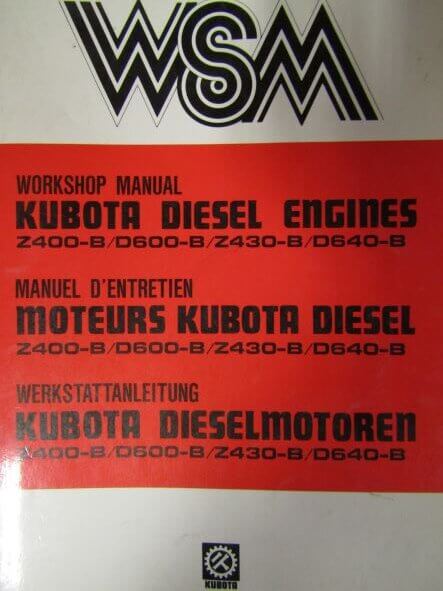 WSM
WORKSHOP MANUAL
KUBOTA DIESEL ENGINES
Z400-B/D600-B/Z430-B/D640-B
MANUEL D'ENTRETIEN
MOTEURS KUBOTA DIESEL
Z400-B/D600-B/Z430-B/D640-B
WERKSTATTANLEITUNG
KUBOTA DIESELMOTOREN
Z400-B/D600-B/Z430-B/D640-B
KUBOTA